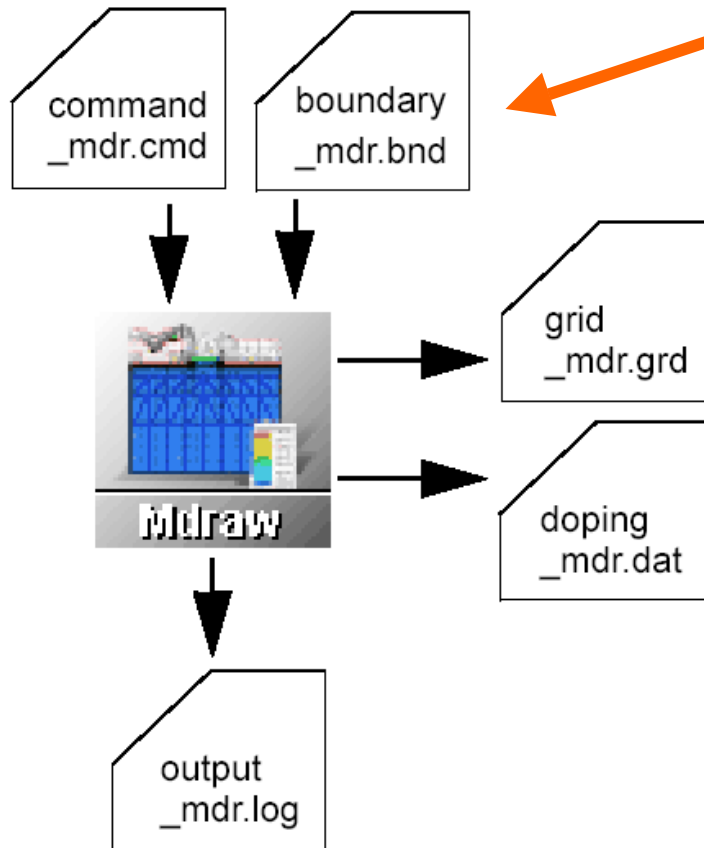 command
_mdr.cmd
boundary
_mdr.bnd
grid
_mdr.grd
Mdraw
doping
_mdr.dat
output
_mdr.log